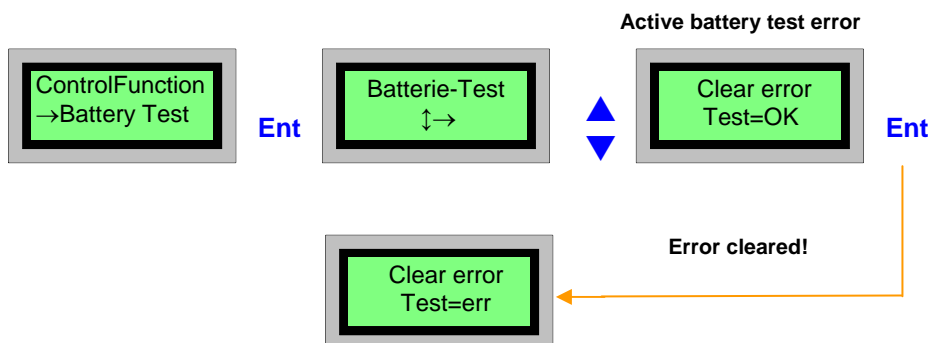 Active battery test error
ControlFunction
→Battery Test
Ent
Batterie-Test
↕→
Clear error
Test=OK
Ent
Error cleared!
Clear error
Test=err